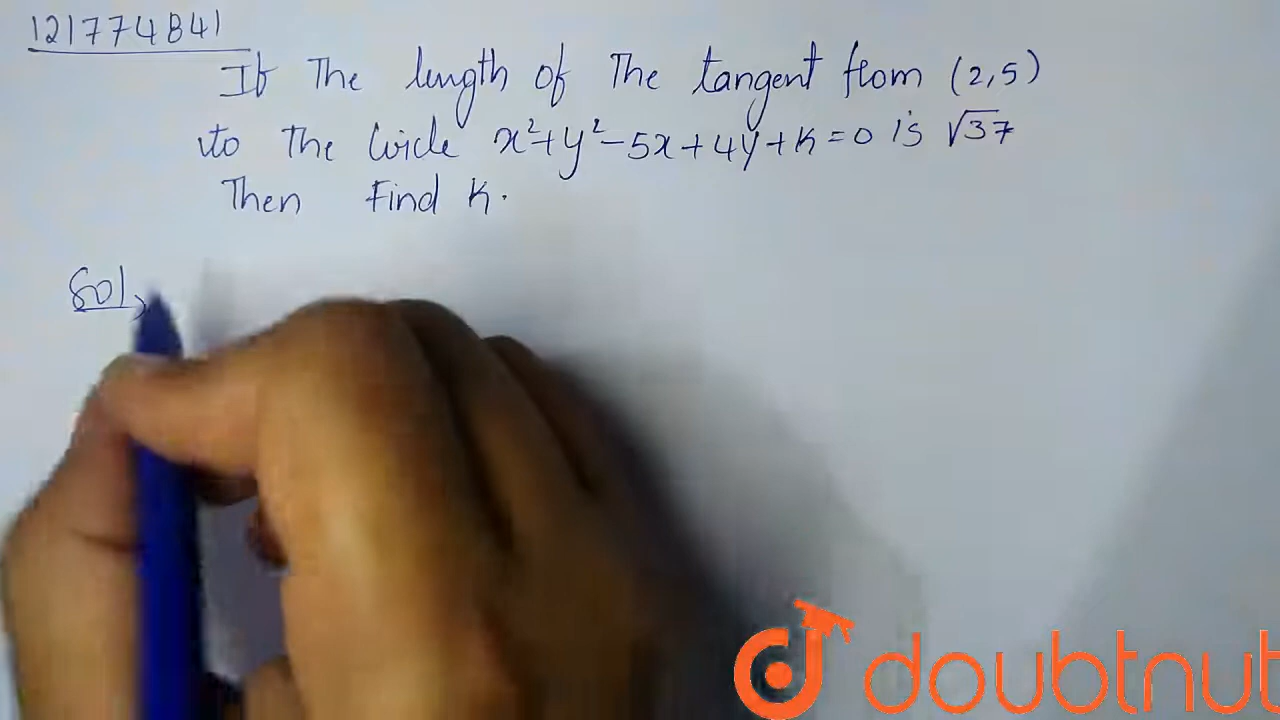 121774841
If The length of The tangent from (2,5)
to The Circle x²+y²-5x+4y+k=0 is √37
Then Find k.
Sol,
doubtnut